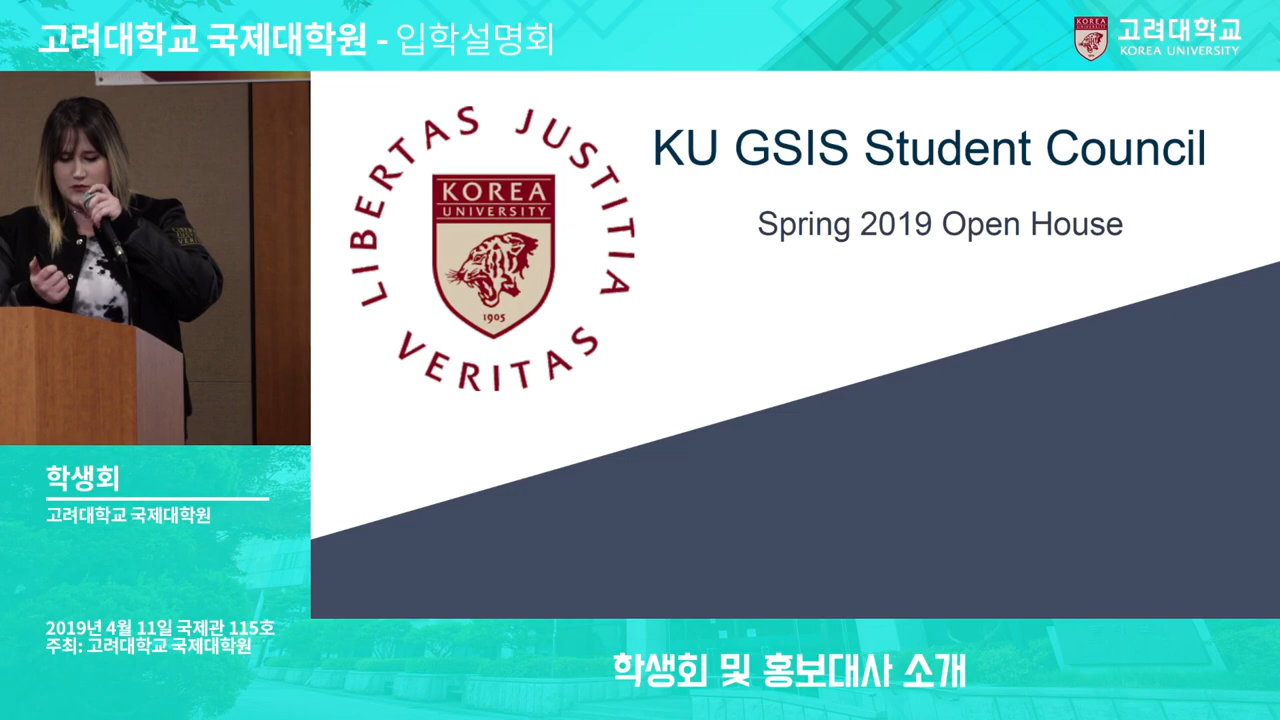 고려대학교 국제대학원 - 입학설명회
KOREA UNIVERSITY
고려대학교
KOREA UNIVERSITY
LIBERTAS JUSTITIA VERITAS
KOREA
UNIVERSITY
1905
KU GSIS Student Council
Spring 2019 Open House
학생회
고려대학교 국제대학원
2019년 4월 11일 국제관 115호
주최: 고려대학교 국제대학원
학생회 및 홍보대사 소개